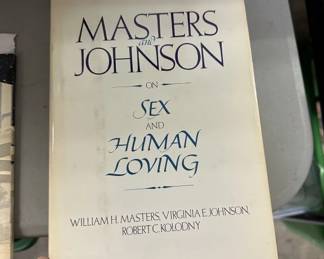 MASTERS
and
JOHNSON
ON
SEX
AND
HUMAN
LOVING
WILLIAM H. MASTERS, VIRGINIA E. JOHNSON,
ROBERT C. KOLODNY